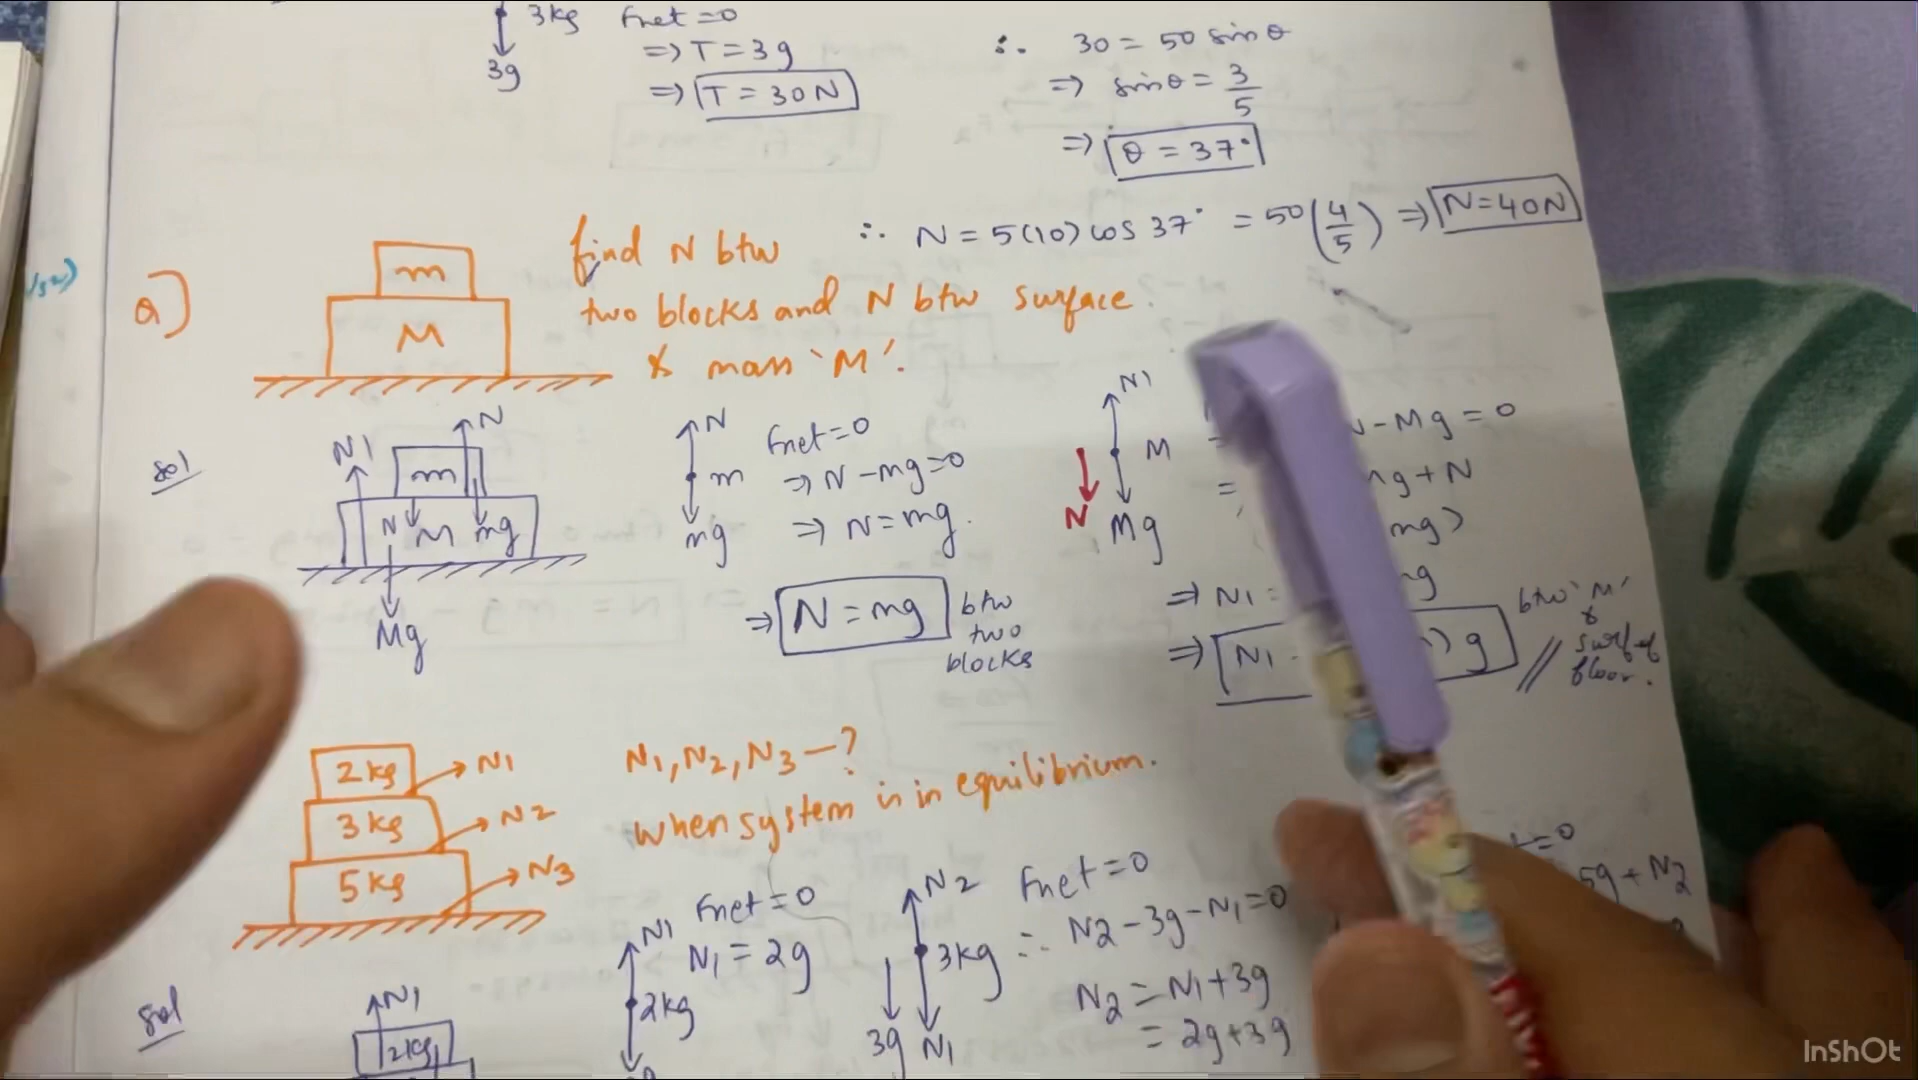 3kg Fnet=0
3g
=> T=3g
=> T=30N
∴ 30 = 50 sinθ
=> sinθ = 3/5
=> θ = 37°
∴ N = 5(10) cos 37° = 50(4/5) => N=40N
Q)
m
M
find N btw
two blocks and N btw surface.
& mass 'M'.
sol
N1
N
m
N M mg
Mg
N
m
mg
Fnet=0
=> N-mg=0
=> N=mg.
=> N=mg btw
two
blocks
N1
M
N Mg
-Mg=0
+N
mg)
=> N1=
=> N1 )g
btw 'M'
&
surf of
floor.
2kg → N1
3kg → N2
5kg → N3
N1, N2, N3 –?
when system is in equilibrium.
sol
N1
2kg
N1
2kg
Fnet=0
N1=2g
N2
3kg
3g N1
Fnet=0
∴ N2-3g-N1=0
N2=N1+3g
=2g+3g
=0
5g+N2
InShOt